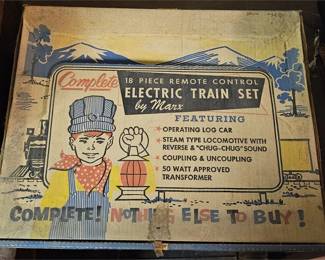 Complete
18 PIECE REMOTE CONTROL
ELECTRIC TRAIN SET
by Marx
FEATURING
★ OPERATING LOG CAR
★ STEAM TYPE LOCOMOTIVE WITH
REVERSE & "CHUG-CHUG" SOUND
★ COUPLING & UNCOUPLING
★ 50 WATT APPROVED
TRANSFORMER
COMPLETE! NOTHING ELSE TO BUY!